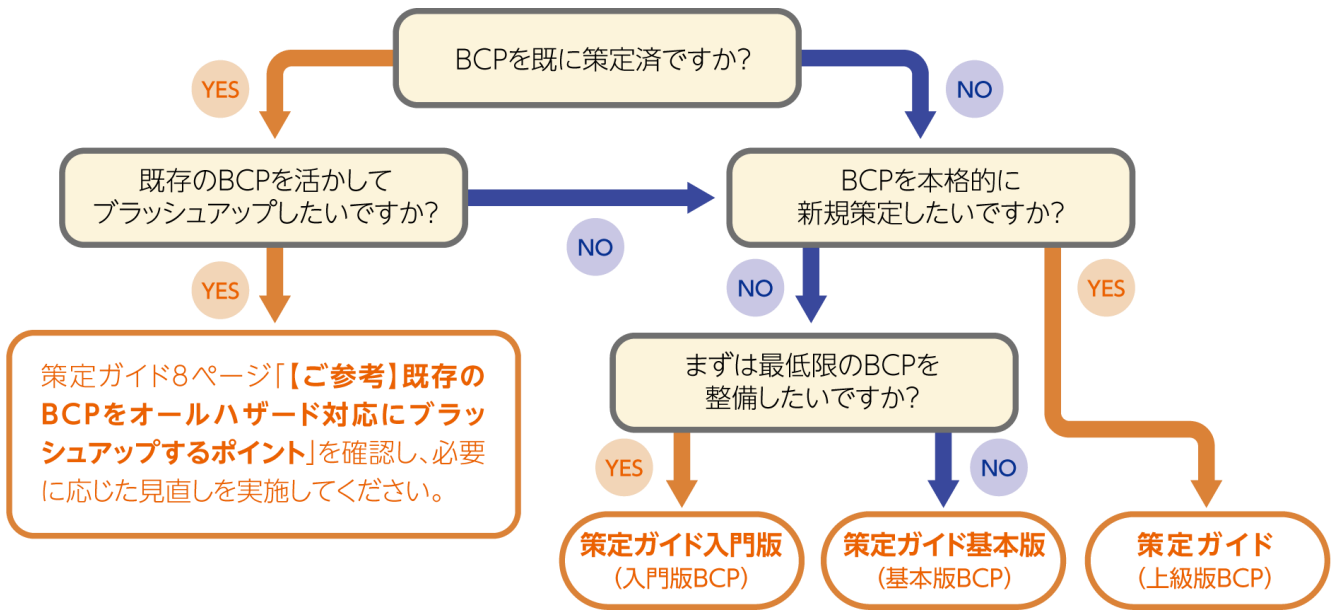 BCPを既に策定済ですか?
YES
NO
既存のBCPを活かして
ブラッシュアップしたいですか?
BCPを本格的に
新規策定したいですか?
NO
YES
NO
YES
策定ガイド8ページ「【ご参考】既存の
BCPをオールハザード対応にブラッ
シュアップするポイント」を確認し、必要
に応じた見直しを実施してください。
まずは最低限のBCPを
整備したいですか?
YES
NO
策定ガイド入門版
(入門版BCP)
策定ガイド基本版
(基本版BCP)
策定ガイド
(上級版BCP)